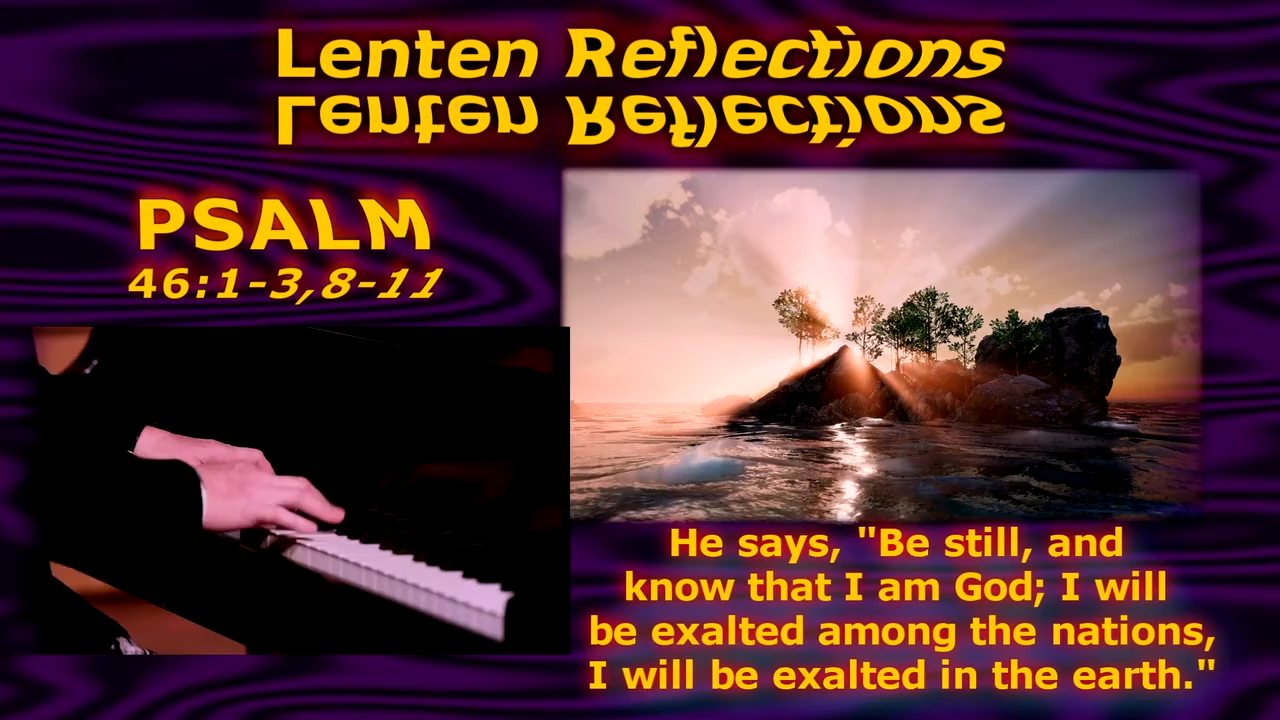 Lenten Reflections
Lenten Reflections
PSALM
46:1-3,8-11
He says, "Be still, and
know that I am God; I will
be exalted among the nations,
I will be exalted in the earth."